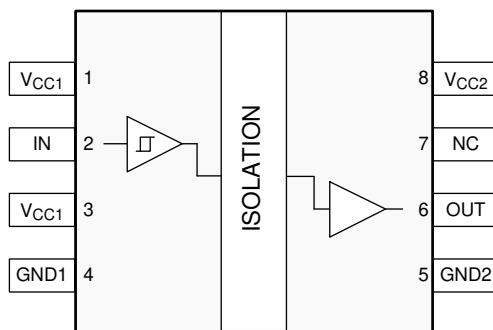 VCC1 1
IN 2
VCC1 3
GND1 4
ISOLATION
8 VCC2
7 NC
6 OUT
5 GND2